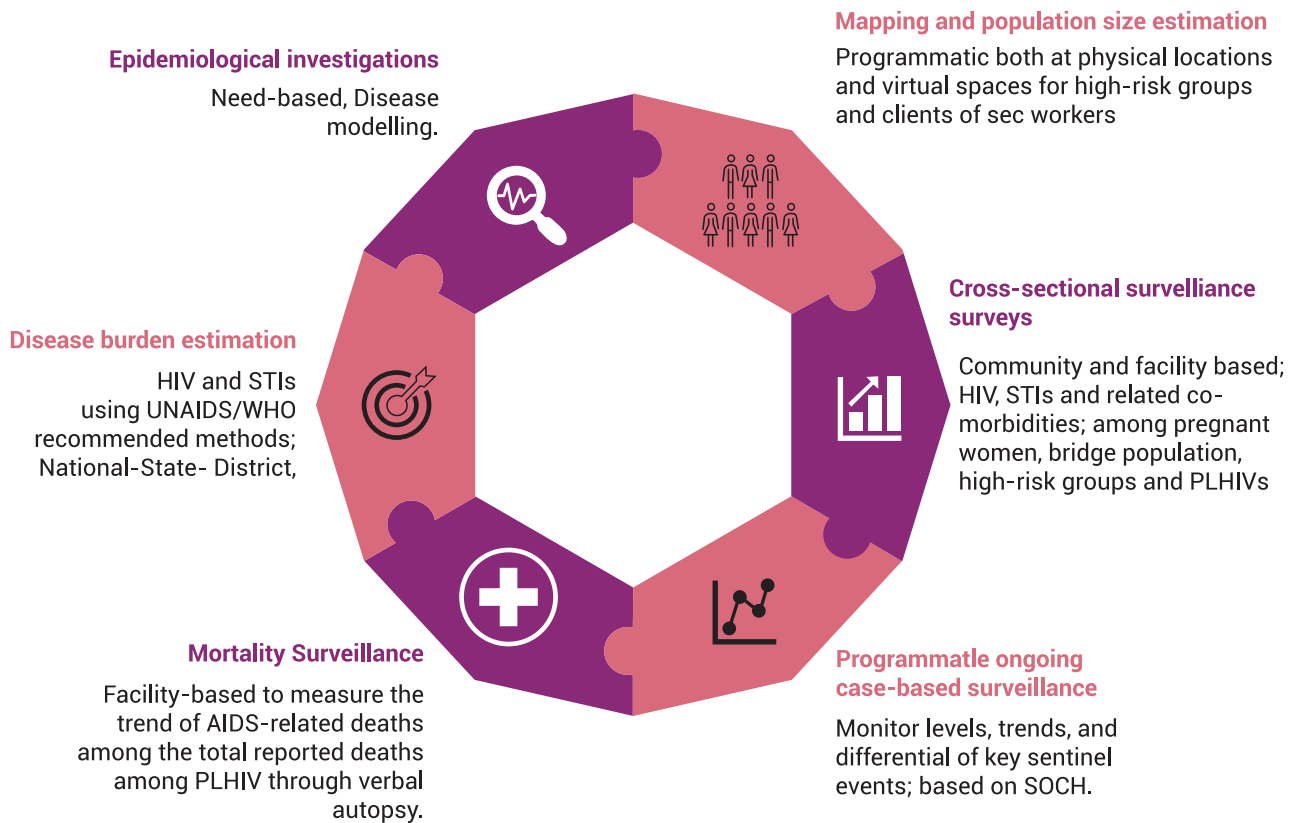 Mapping and population size estimation
Programmatic both at physical locations
and virtual spaces for high-risk groups
and clients of sec workers
Cross-sectional survelliance
surveys
Community and facility based;
HIV, STIs and related co-
morbidities; among pregnant
women, bridge population,
high-risk groups and PLHIVs
Programmatle ongoing
case-based surveillance
Monitor levels, trends, and
differential of key sentinel
events; based on SOCH.
Mortality Surveillance
Facility-based to measure the
trend of AIDS-related deaths
among the total reported deaths
among PLHIV through verbal
autopsy.
Disease burden estimation
HIV and STIs
using UNAIDS/WHO
recommended methods;
National-State- District,
Epidemiological investigations
Need-based, Disease
modelling.